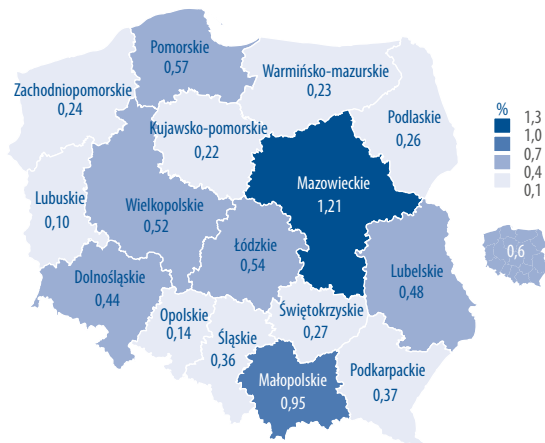 Pomorskie
0,57
Warmińsko-mazurskie
0,23
Zachodniopomorskie
0,24
Kujawsko-pomorskie
0,22
Podlaskie
0,26
%
1,3
1,0
0,7
0,4
0,1
Mazowieckie
1,21
Lubuskie
0,10
Wielkopolskie
0,52
Łódzkie
0,54
0,6
Lubelskie
0,48
Dolnośląskie
0,44
Opolskie
0,14
Śląskie
0,36
Świętokrzyskie
0,27
Małopolskie
0,95
Podkarpackie
0,37